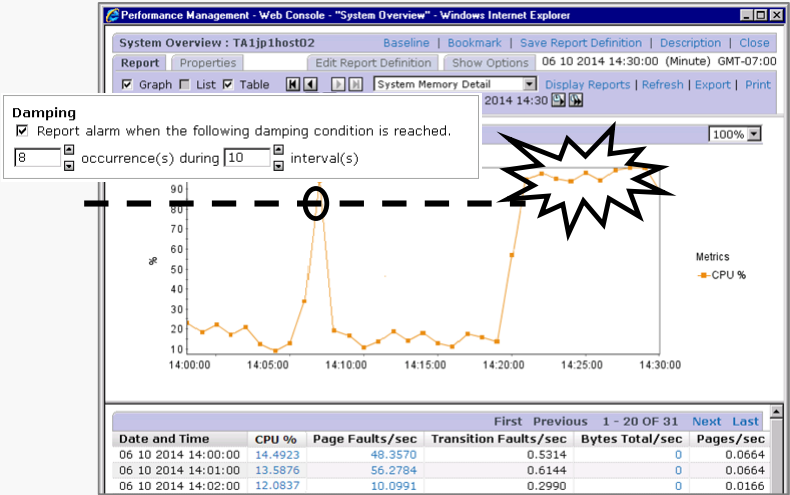 Performance Management - Web Console - "System Overview" - Windows Internet Explorer
System Overview : TA1jp1host02 Baseline | Bookmark | Save Report Definition | Description | Close
Report Properties Edit Report Definition Show Options 06 10 2014 14:30:00 (Minute) GMT-07:00
Graph List Table System Memory Detail Display Reports | Refresh | Export | Print
2014 14:30
Damping
Report alarm when the following damping condition is reached.
8 occurrence(s) during 10 interval(s)
100%
90
80
70
60
50
40
30
20
10
%
14:00:00 14:05:00 14:10:00 14:15:00 14:20:00 14:25:00 14:30:00
Metrics
CPU %
First Previous 1 - 20 OF 31 Next Last
Date and Time CPU % Page Faults/sec Transition Faults/sec Bytes Total/sec Pages/sec
06 10 2014 14:00:00 14.4923 48.3570 0.5314 0 0.0664
06 10 2014 14:01:00 13.5876 56.2784 0.6144 0 0.0664
06 10 2014 14:02:00 12.0837 10.0991 0.2990 0 0.0166